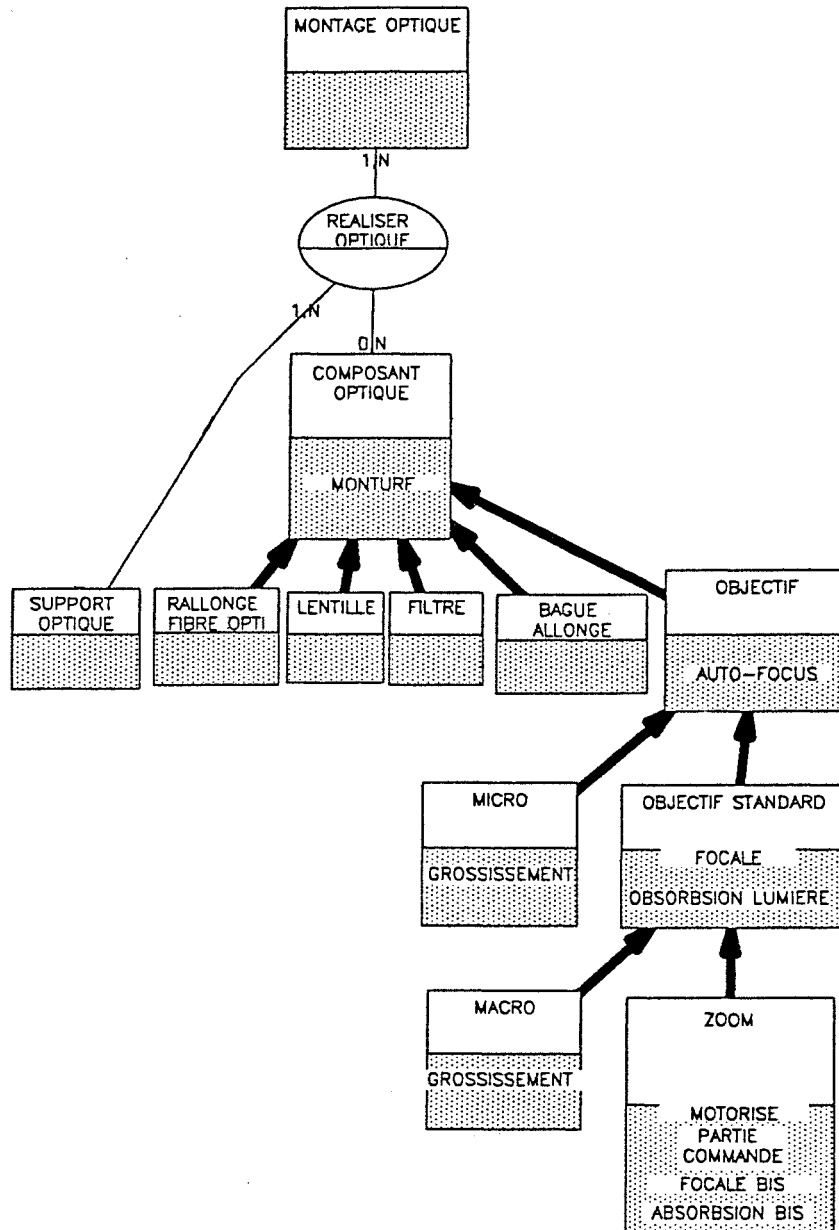 MONTAGE OPTIQUE
1,N
REALISER
OPTIQUE
1,N
0,N
COMPOSANT
OPTIQUE
MONTURE
SUPPORT
OPTIQUE
RALLONGE
FIBRE OPTI
LENTILLE
FILTRE
BAGUE
ALLONGE
OBJECTIF
AUTO-FOCUS
MICRO
GROSSISSEMENT
OBJECTIF STANDARD
FOCALE
OBSORBSION LUMIERE
MACRO
GROSSISSEMENT
ZOOM
MOTORISE
PARTIE
COMMANDE
FOCALE BIS
ABSORBSION BIS